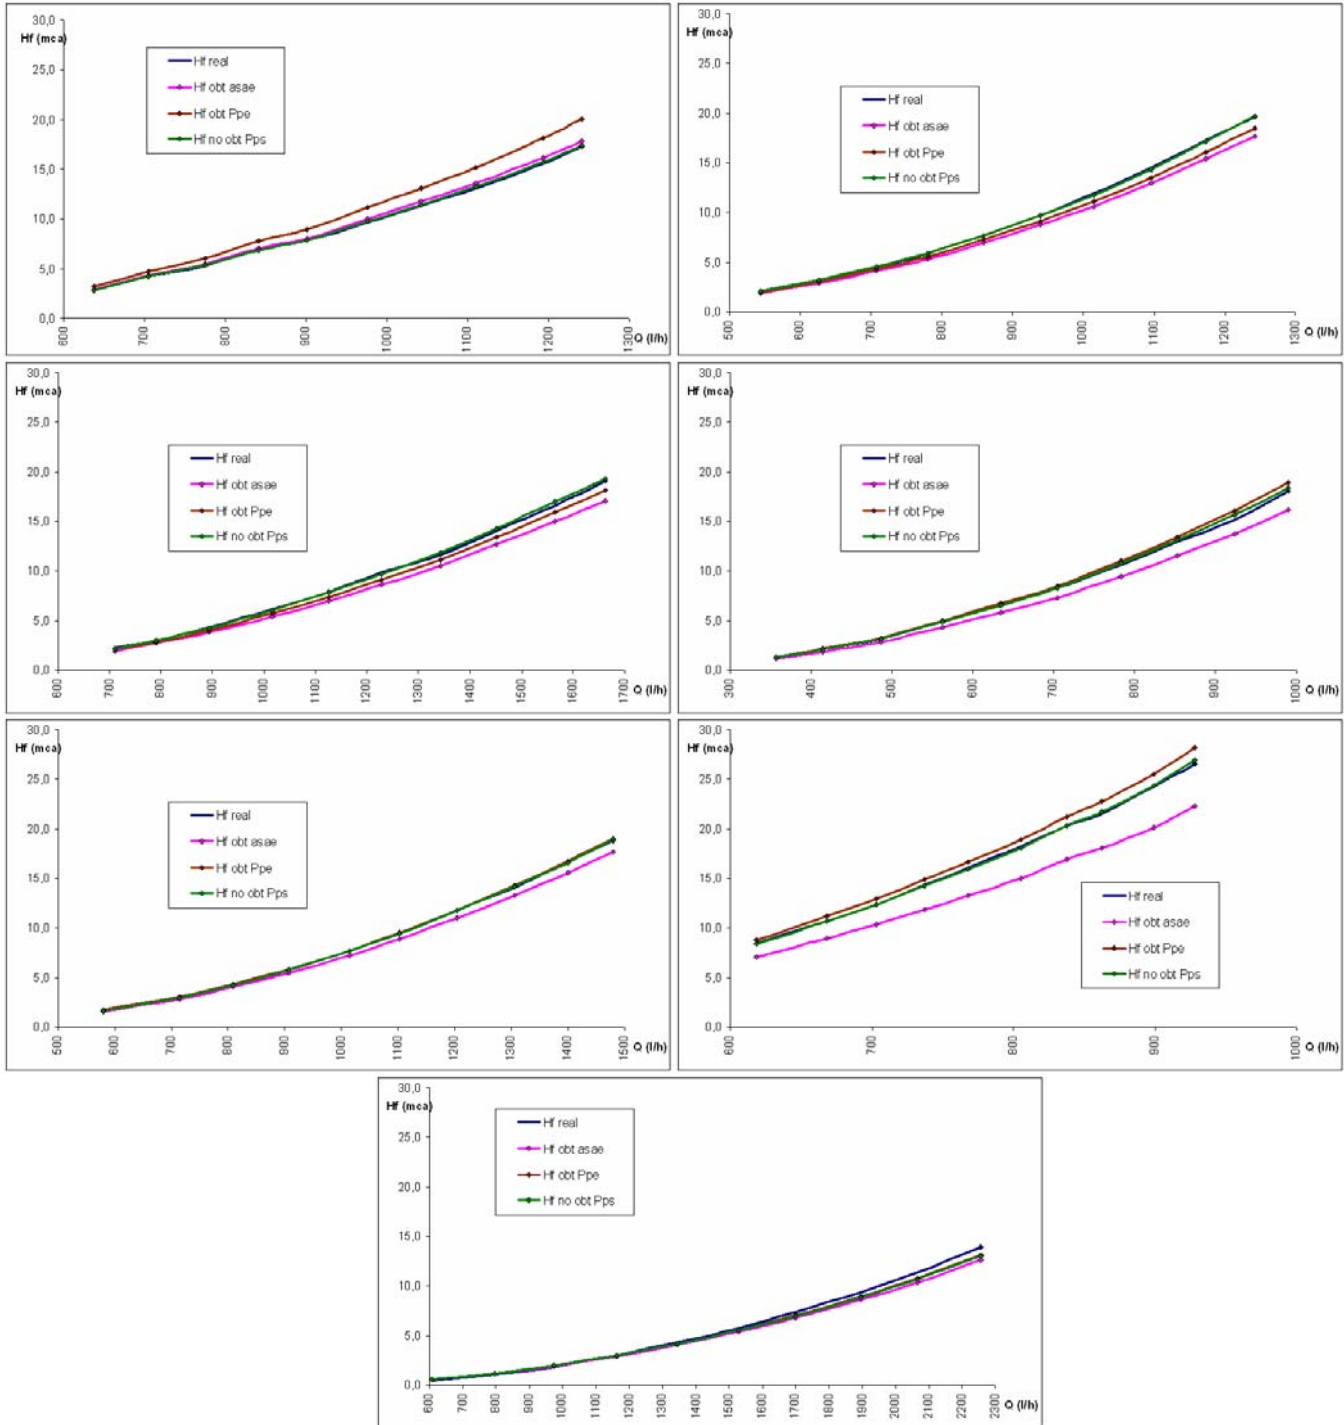 Hf (mca)
30,0
25,0
20,0
15,0
10,0
5,0
0,0
Hf real
Hf obt asae
Hf obt Ppe
Hf no obt Pps
600 700 800 900 1000 1100 1200 1300
Q (l/h)
Hf (mca)
30,0
25,0
20,0
15,0
10,0
5,0
0,0
Hf real
Hf obt asae
Hf obt Ppe
Hf no obt Pps
500 600 700 800 900 1000 1100 1200 1300
Q (l/h)
Hf (mca)
30,0
25,0
20,0
15,0
10,0
5,0
0,0
Hf real
Hf obt asae
Hf obt Ppe
Hf no obt Pps
600 700 800 900 1000 1100 1200 1300 1400 1500 1600 1700
Q (l/h)
Hf (mca)
30,0
25,0
20,0
15,0
10,0
5,0
0,0
Hf real
Hf obt asae
Hf obt Ppe
Hf no obt Pps
300 400 500 600 700 800 900 1000
Q (l/h)
Hf (mca)
30,0
25,0
20,0
15,0
10,0
5,0
0,0
Hf real
Hf obt asae
Hf obt Ppe
Hf no obt Pps
500 600 700 800 900 1000 1100 1200 1300 1400 1500
Q (l/h)
Hf (mca)
30,0
25,0
20,0
15,0
10,0
5,0
0,0
Hf real
Hf obt asae
Hf obt Ppe
Hf no obt Pps
600 700 800 900 1000
Q (l/h)
Hf (mca)
30,0
25,0
20,0
15,0
10,0
5,0
0,0
Hf real
Hf obt asae
Hf obt Ppe
Hf no obt Pps
600 700 800 900 1000 1100 1200 1300 1400 1500 1600 1700 1800 1900 2000 2100 2200 2300
Q (l/h)